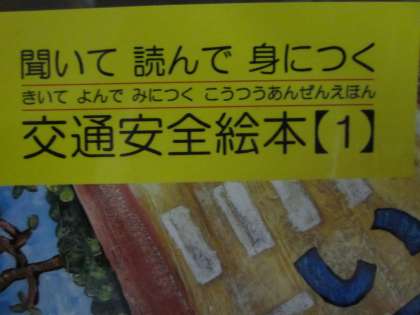 聞いて 読んで 身につく
きいて よんで みにつく こうつうあんぜんえほん
交通安全絵本【1】